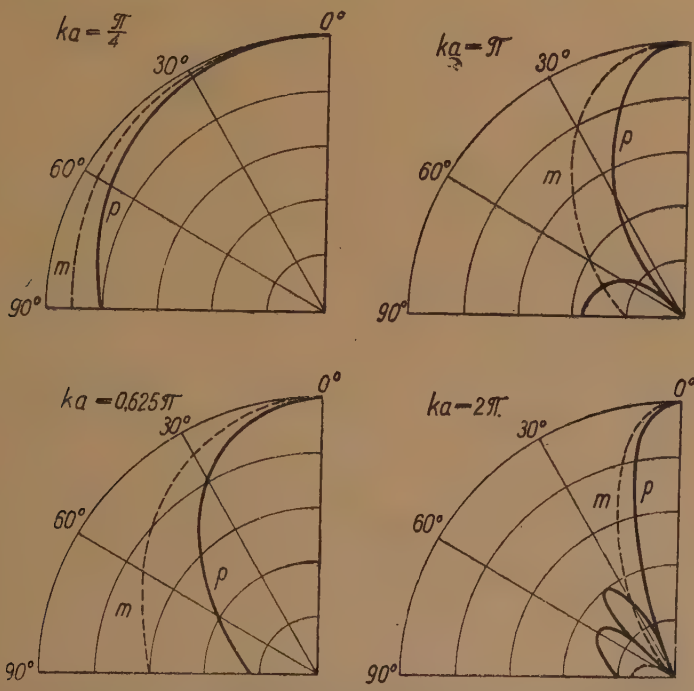 ka = 𝒯/4
0°
30°
60°
90°
m
p
ka = π
0°
30°
60°
90°
m
p
ka = 0,625π
0°
30°
60°
90°
m
p
ka = 2π.
0°
30°
60°
90°
m
p